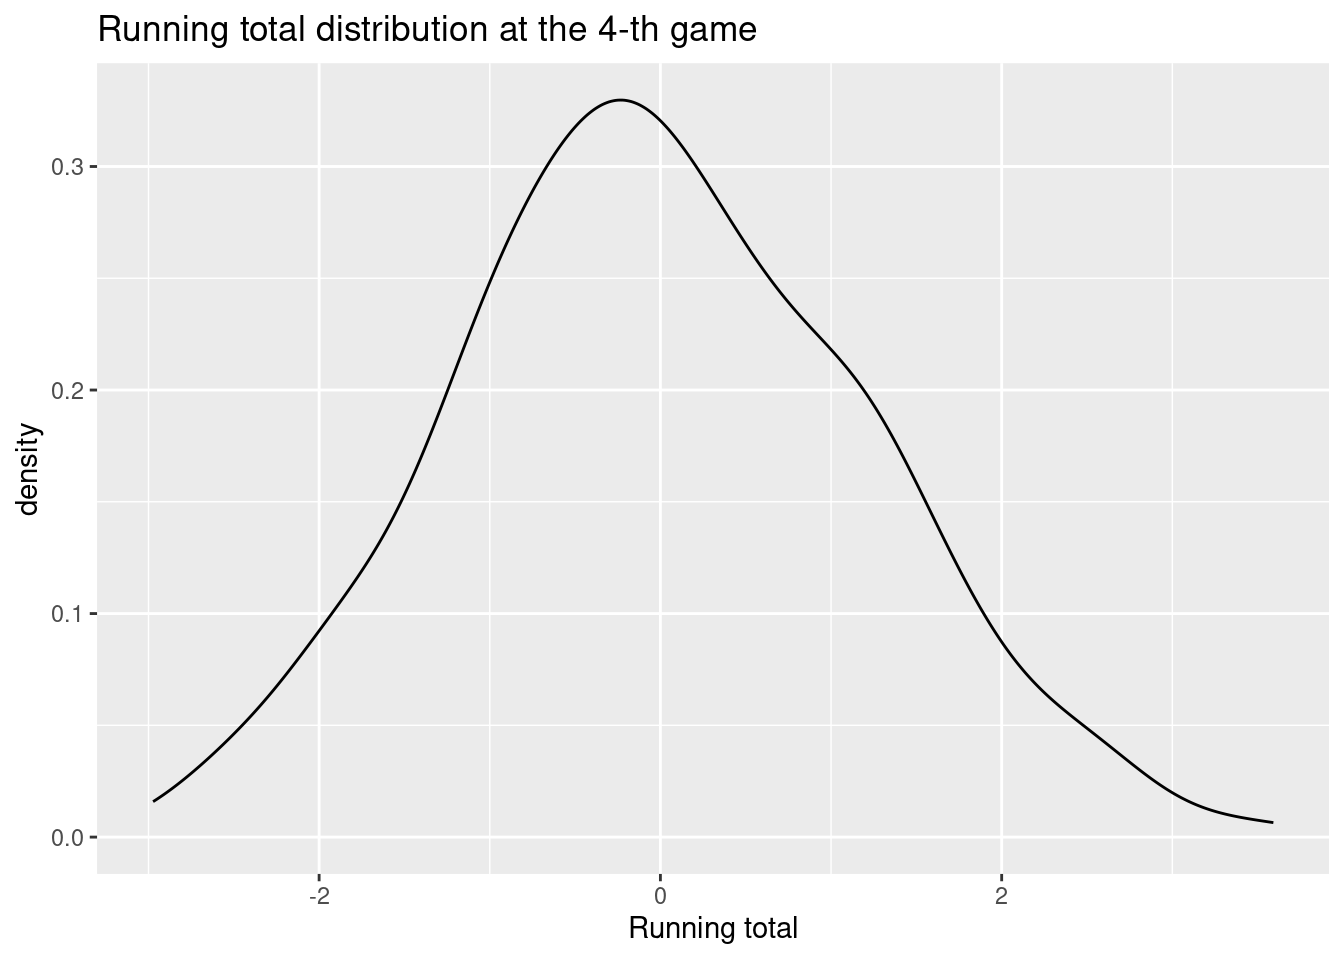 Running total distribution at the 4-th game
density
0.3
0.2
0.1
0.0
-2
0
2
Running total